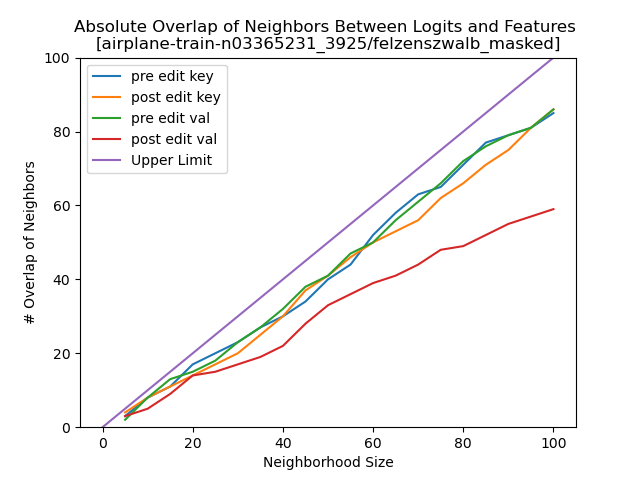 Absolute Overlap of Neighbors Between Logits and Features
[airplane-train-n03365231_3925/felzenszwalb_masked]
pre edit key
post edit key
pre edit val
post edit val
Upper Limit
# Overlap of Neighbors
100
80
60
40
20
0
0 20 40 60 80 100
Neighborhood Size